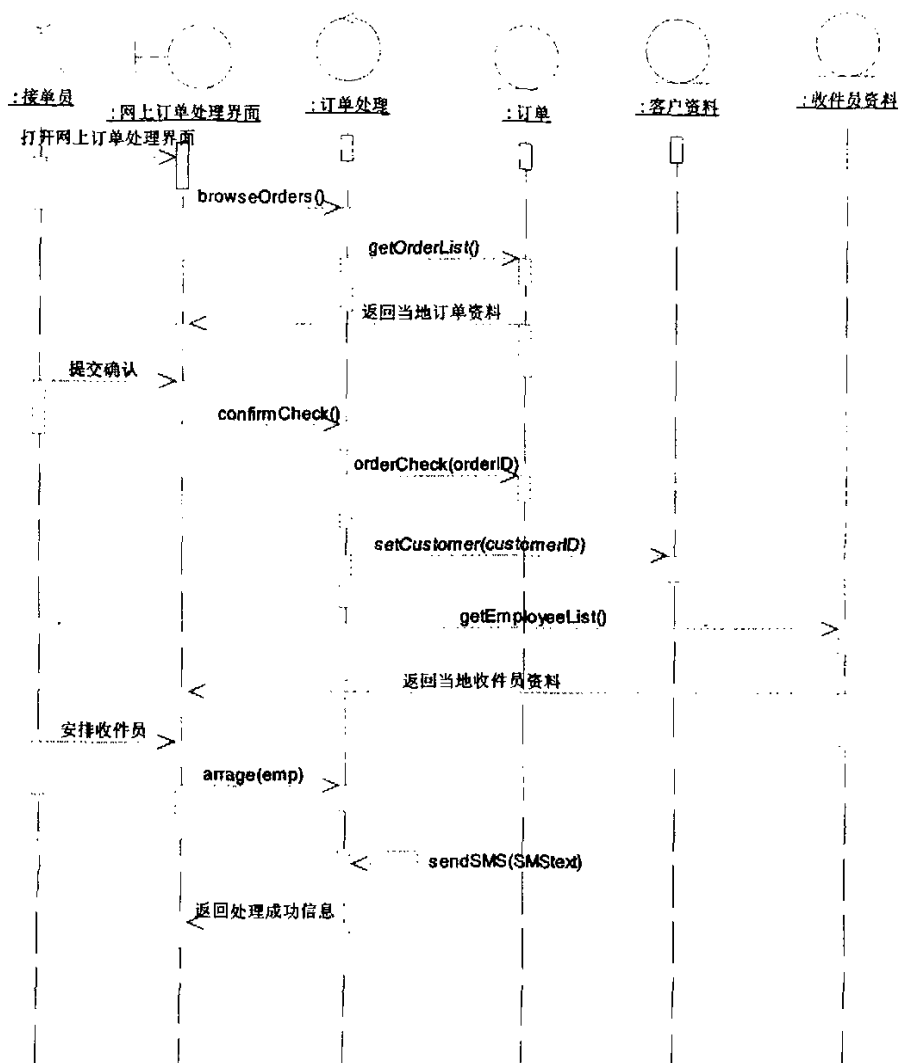 :接单员
:网上订单处理界面
:订单处理
:订单
:客户资料
:收件员资料
打开网上订单处理界面
browseOrders()
getOrderList()
返回当地订单资料
提交确认
confirmCheck()
orderCheck(orderID)
setCustomer(customerID)
getEmployeeList()
返回当地收件员资料
安排收件员
arrage(emp)
sendSMS(SMStext)
返回处理成功信息